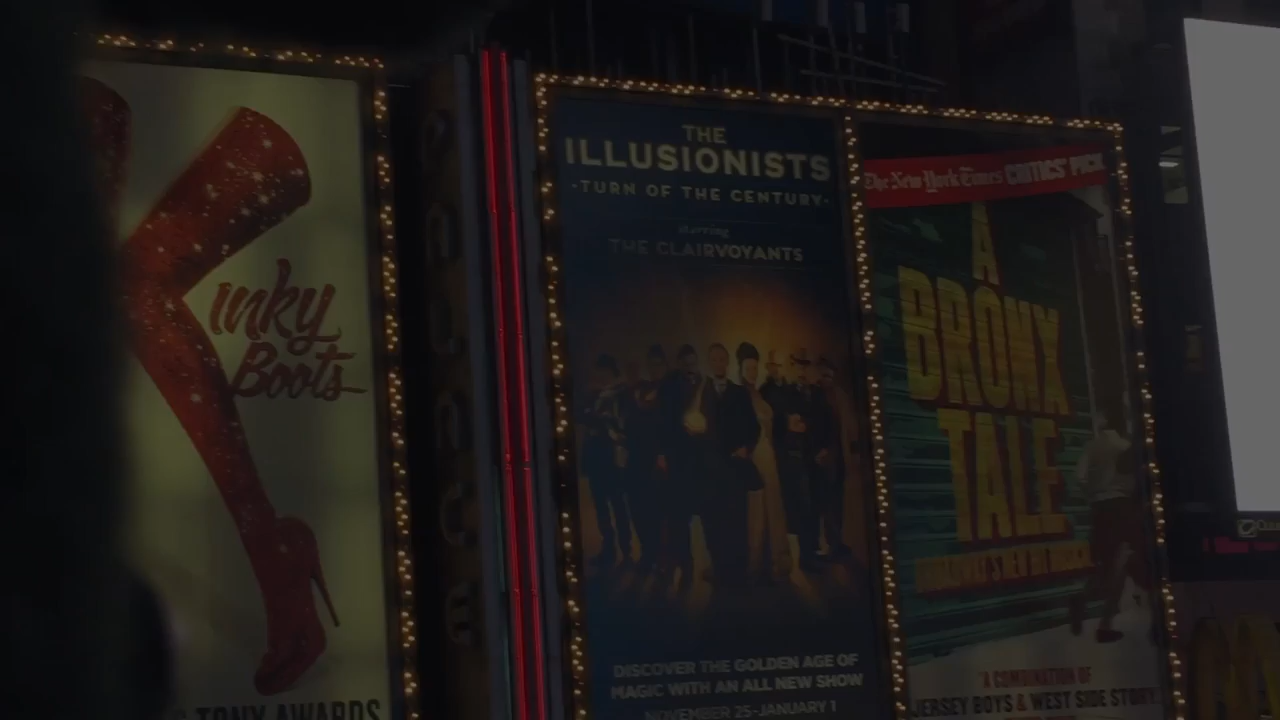 inky
Boots
TONY AWARDS
THE
ILLUSIONISTS
-TURN OF THE CENTURY-
starring
THE CLAIRVOYANTS
DISCOVER THE GOLDEN AGE OF
MAGIC WITH AN ALL NEW SHOW
NOVEMBER 25-JANUARY 1
The New York Times CRITICS' PICK
A
BRONX
TALE
"A COMBINATION OF
JERSEY BOYS & WEST SIDE STORY